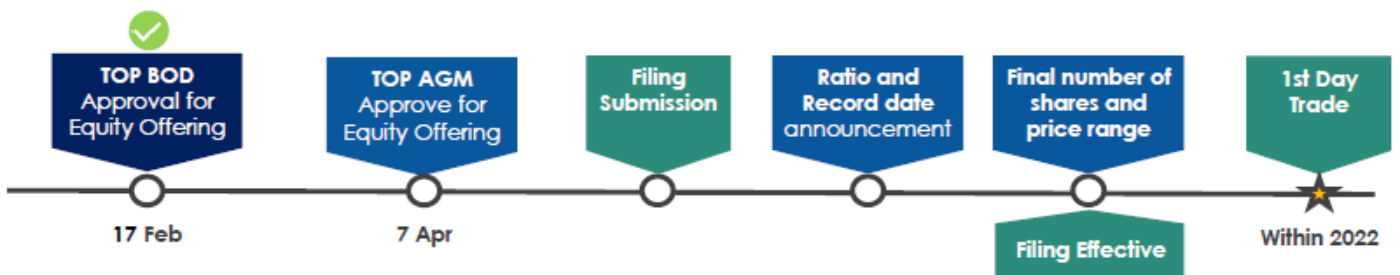 TOP BOD
Approval for
Equity Offering
TOP AGM
Approve for
Equity Offering
Filing
Submission
Ratio and
Record date
announcement
Final number of
shares and
price range
1st Day
Trade
17 Feb
7 Apr
Filing Effective
Within 2022